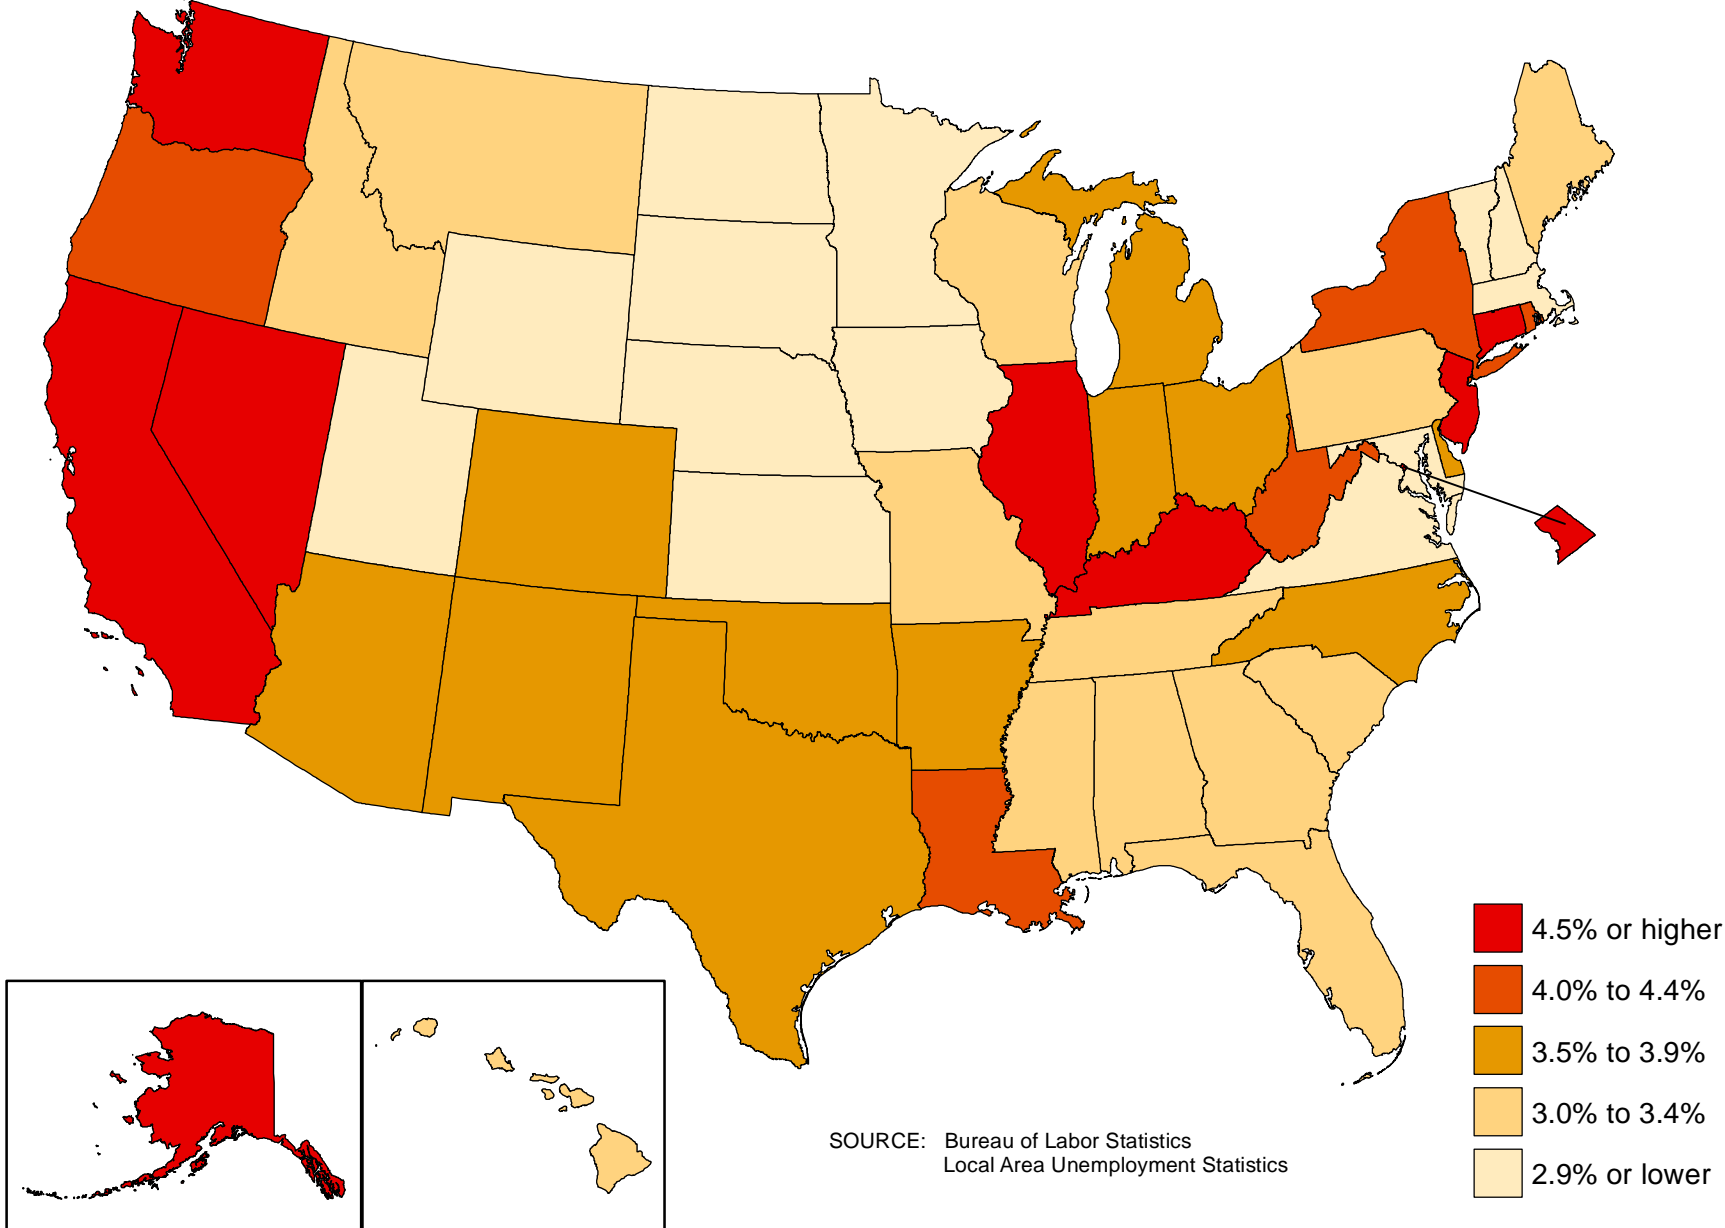 4.5% or higher
4.0% to 4.4%
3.5% to 3.9%
3.0% to 3.4%
2.9% or lower
SOURCE: Bureau of Labor Statistics
Local Area Unemployment Statistics